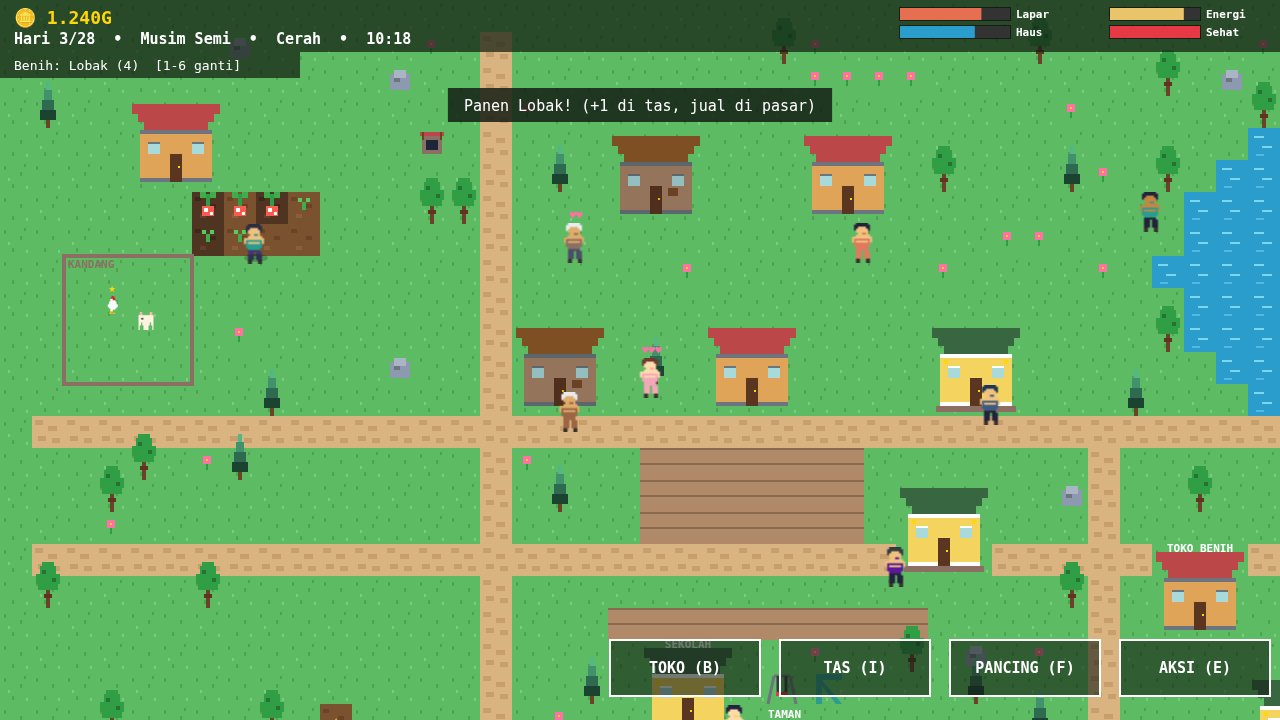 1.240G
Hari 3/28 • Musim Semi • Cerah • 10:18
Benih: Lobak (4) [1-6 ganti]
Lapar
Haus
Energi
Sehat
Panen Lobak! (+1 di tas, jual di pasar)
KANDANG
TOKO BENIH
SEKOLAH
TOKO (B)
TAS (I)
PANCING (F)
AKSI (E)
TAMAN